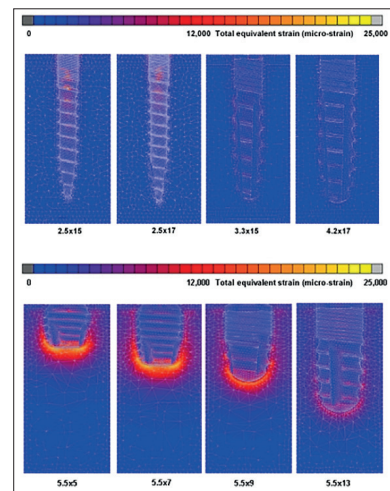 0 12,000 Total equivalent strain (micro-strain) 25,000
2.5x15 2.5x17 3.3x15 4.2x17
0 12,000 Total equivalent strain (micro-strain) 25,000
5.5x5 5.5x7 5.5x9 5.5x13